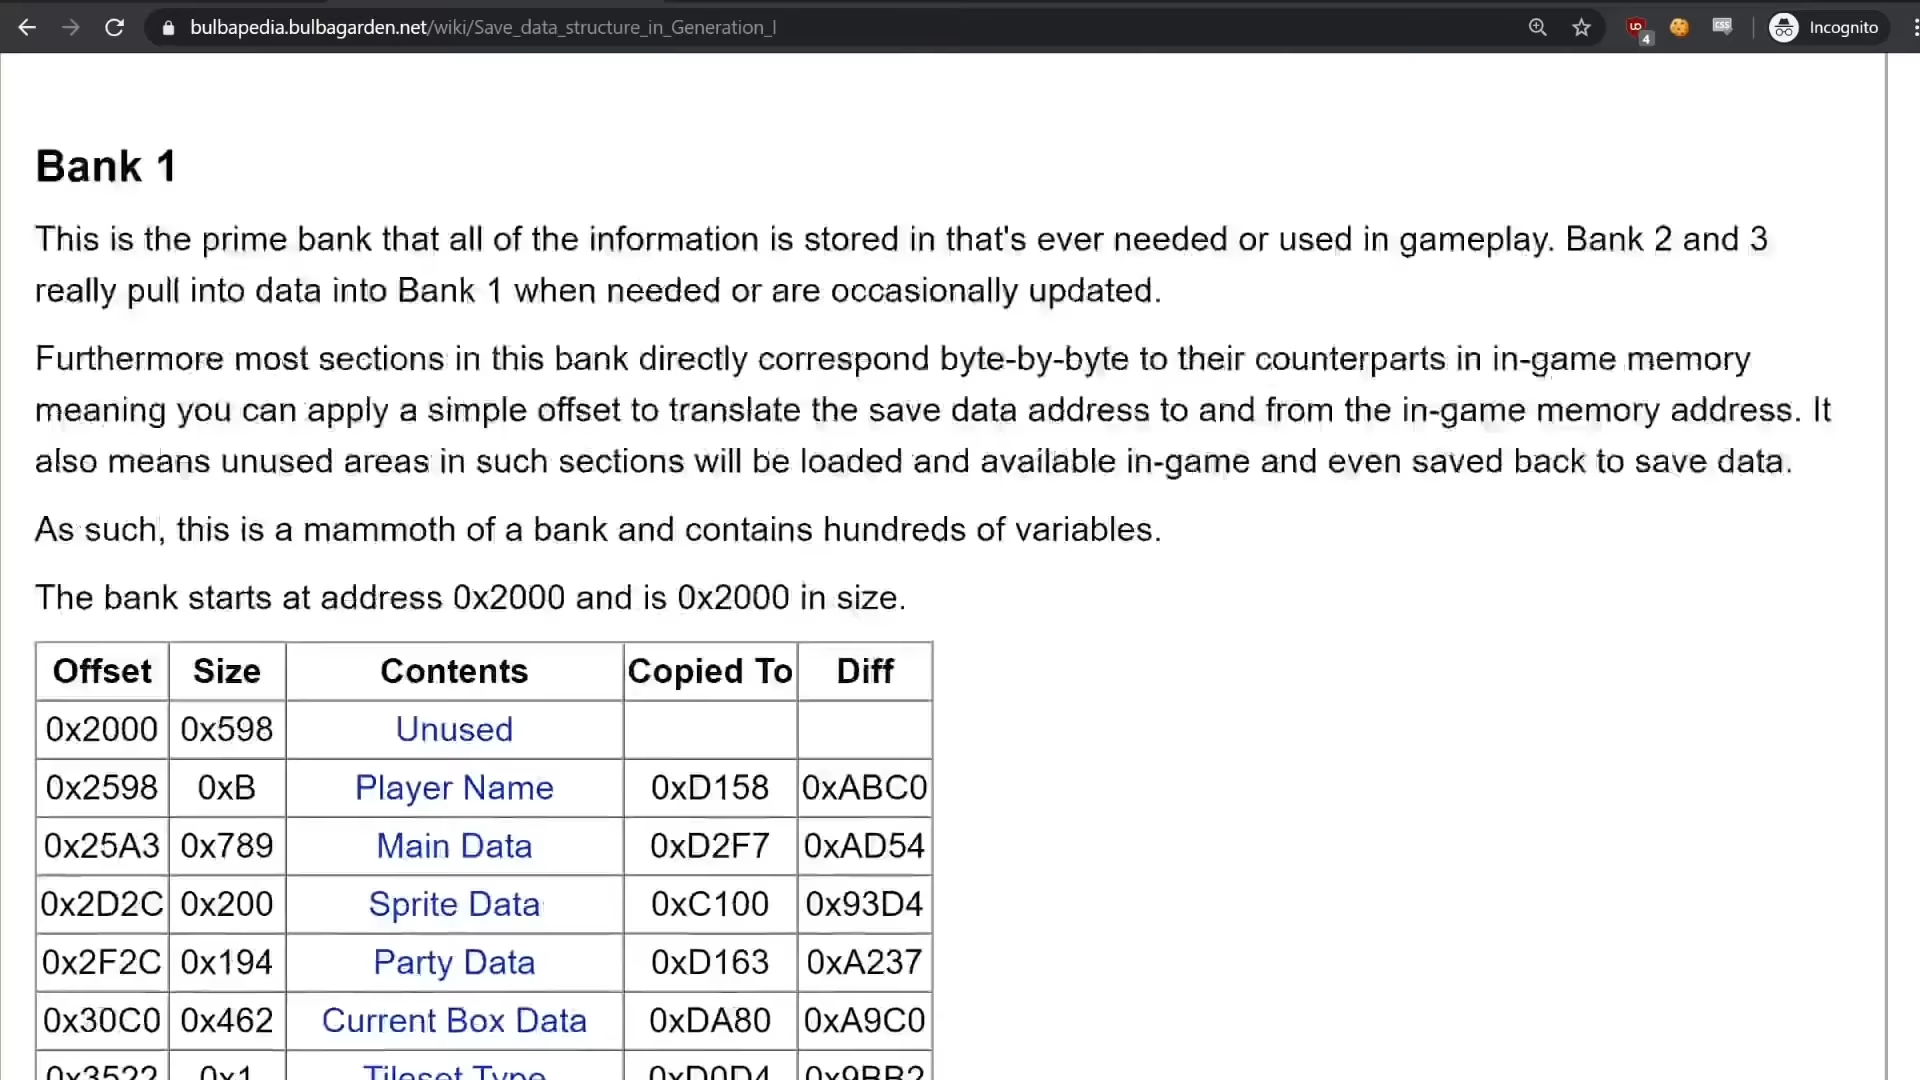 bulbapedia.bulbagarden.net/wiki/Save_data_structure_in_Generation_I
4
CSS
Incognito
Bank 1
This is the prime bank that all of the information is stored in that's ever needed or used in gameplay. Bank 2 and 3
really pull into data into Bank 1 when needed or are occasionally updated.
Furthermore most sections in this bank directly correspond byte-by-byte to their counterparts in in-game memory
meaning you can apply a simple offset to translate the save data address to and from the in-game memory address. It
also means unused areas in such sections will be loaded and available in-game and even saved back to save data.
As such, this is a mammoth of a bank and contains hundreds of variables.
The bank starts at address 0x2000 and is 0x2000 in size.
Offset Size Contents Copied To Diff
0x2000 0x598 Unused
0x2598 0xB Player Name 0xD158 0xABC0
0x25A3 0x789 Main Data 0xD2F7 0xAD54
0x2D2C 0x200 Sprite Data 0xC100 0x93D4
0x2F2C 0x194 Party Data 0xD163 0xA237
0x30C0 0x462 Current Box Data 0xDA80 0xA9C0
0x3522 0x1 Tileset Type 0xD0D4 0x9BB2